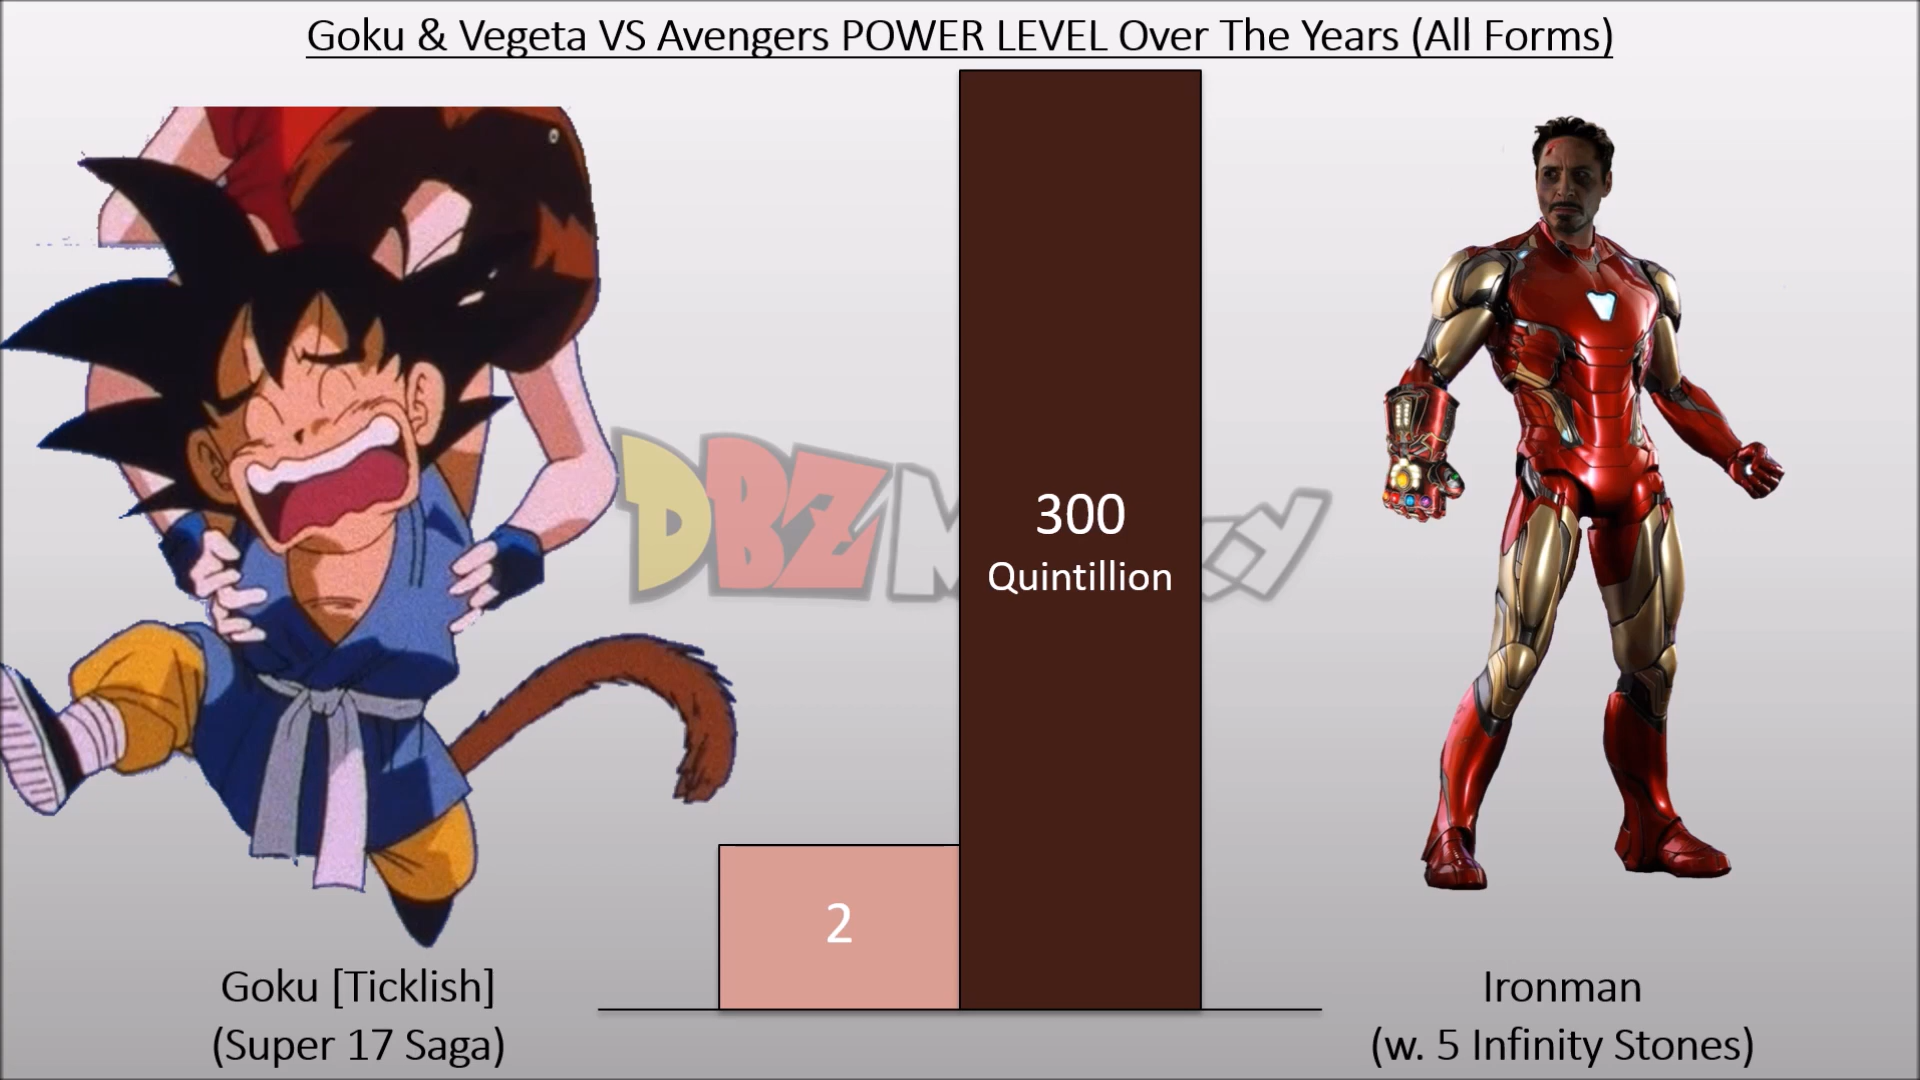 Goku & Vegeta VS Avengers POWER LEVEL Over The Years (All Forms)
DBZ
300
Quintillion
2
Goku [Ticklish]
(Super 17 Saga)
Ironman
(w. 5 Infinity Stones)